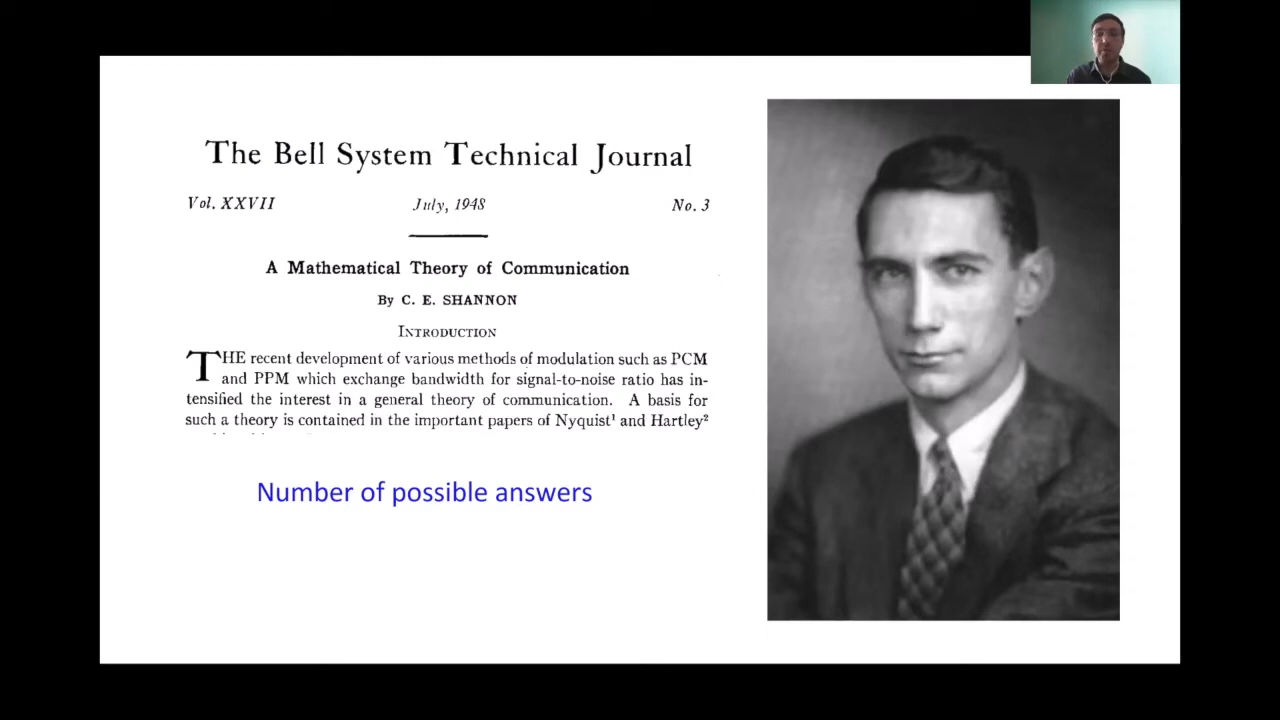 The Bell System Technical Journal
Vol. XXVII July, 1948 No. 3
A Mathematical Theory of Communication
By C. E. SHANNON
INTRODUCTION
THE recent development of various methods of modulation such as PCM
and PPM which exchange bandwidth for signal-to-noise ratio has in-
tensified the interest in a general theory of communication. A basis for
such a theory is contained in the important papers of Nyquist¹ and Hartley²
Number of possible answers